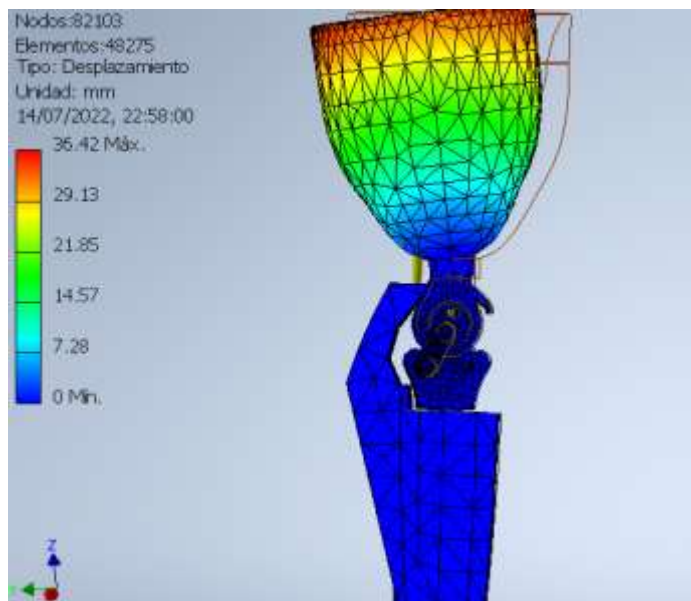 Nodos:82103
Elementos:48275
Tipo: Desplazamiento
Unidad: mm
14/07/2022, 22:58:00
36.42 Máx.
29.13
21.85
14.57
7.28
0 Mín.
Z